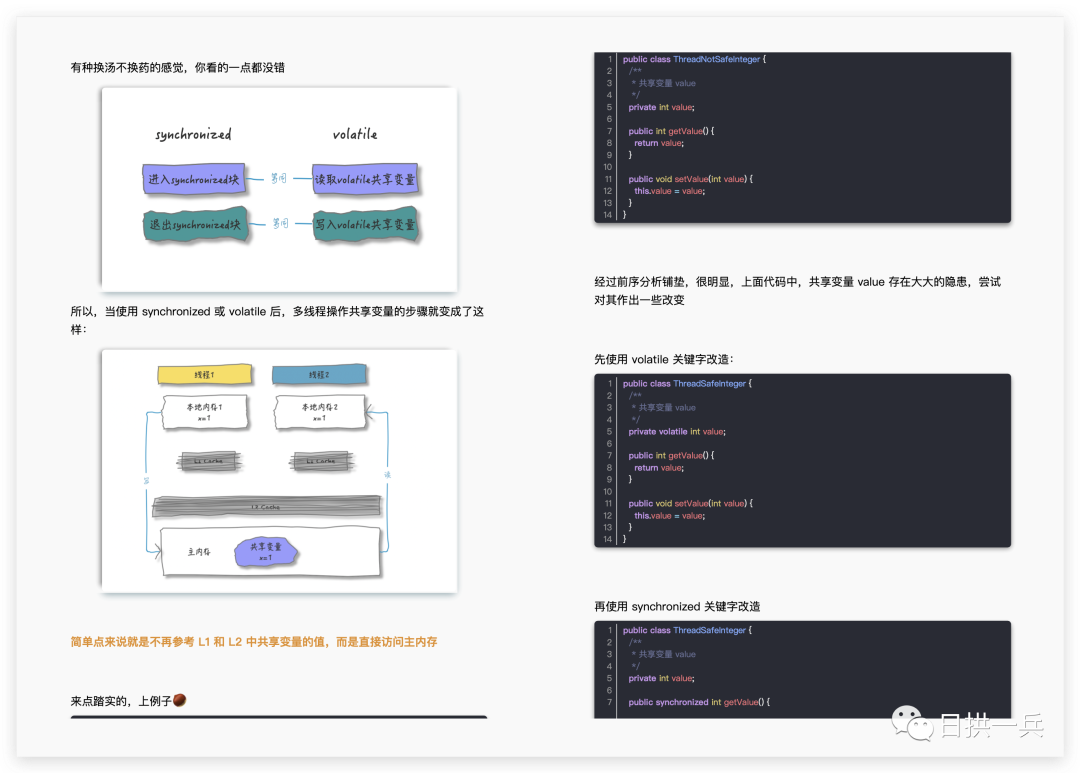 有种换汤不换药的感觉，你看的一点都没错
synchronized
volatile
进入synchronized块
等同
读取volatile共享变量
退出synchronized块
等同
写入volatile共享变量
所以，当使用 synchronized 或 volatile 后，多线程操作共享变量的步骤就变成了这
样：
线程1
线程2
本地内存1
x=1
本地内存2
x=1
L3 Cache
写
读
主内存
共享变量
x=1
简单点来说就是不再参考 L1 和 L2 中共享变量的值，而是直接访问主内存
来点踏实的，上例子
1 public class ThreadNotSafeInteger {
2 /**
3 * 共享变量 value
4 */
5 private int value;
6
7 public int getValue() {
8 return value;
9 }
10
11 public void setValue(int value) {
12 this.value = value;
13 }
14 }
经过前序分析铺垫，很明显，上面代码中，共享变量 value 存在大大的隐患，尝试
对其作出一些改变
先使用 volatile 关键字改造：
1 public class ThreadSafeInteger {
2 /**
3 * 共享变量 value
4 */
5 private volatile int value;
6
7 public int getValue() {
8 return value;
9 }
10
11 public void setValue(int value) {
12 this.value = value;
13 }
14 }
再使用 synchronized 关键字改造
1 public class ThreadSafeInteger {
2 /**
3 * 共享变量 value
4 */
5 private int value;
6
7 public synchronized int getValue() {
日拱一兵